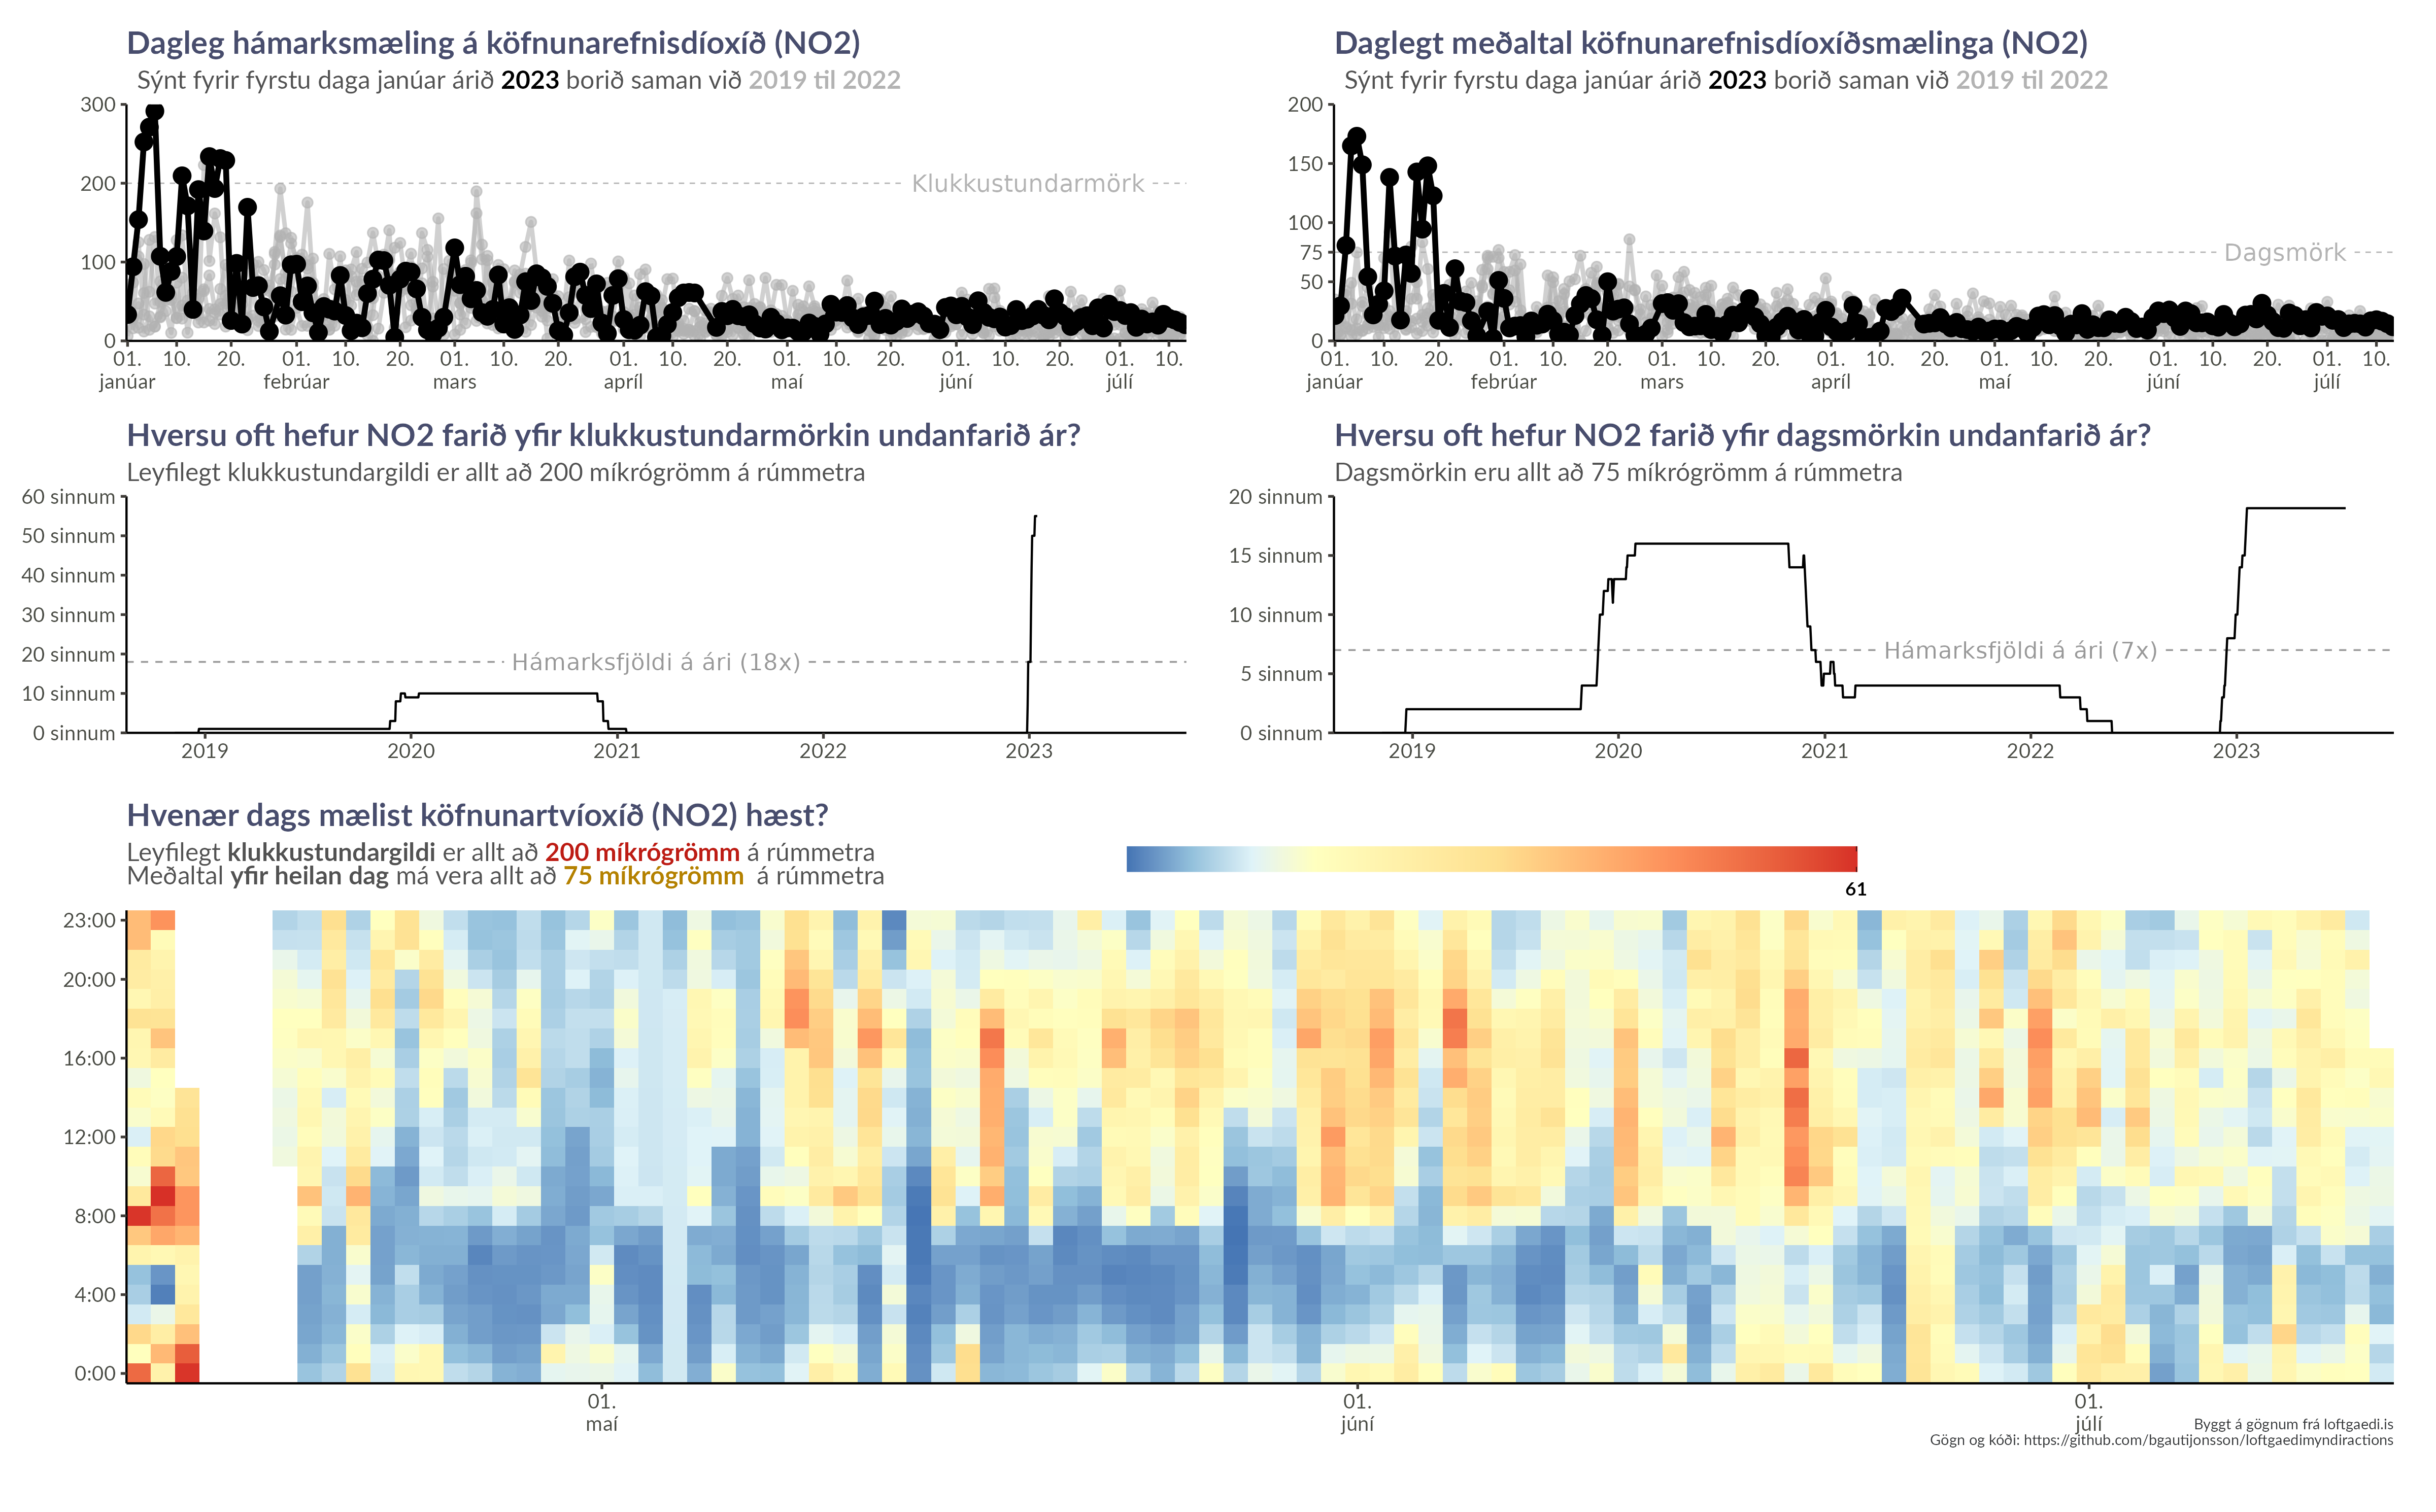 Dagleg hámarksmæling á köfnunarefnisdíoxíð (NO2)
Sýnt fyrir fyrstu daga janúar árið 2023 borið saman við 2019 til 2022
300
200
100
0
Klukkustundarmörk
01. 10. 20. 01. 10. 20. 01. 10. 20. 01. 10. 20. 01. 10. 20. 01. 10. 20. 01. 10.
janúar febrúar mars apríl maí júní júlí
Daglegt meðaltal köfnunarefnisdíoxíðsmælinga (NO2)
Sýnt fyrir fyrstu daga janúar árið 2023 borið saman við 2019 til 2022
200
150
100
75
50
0
Dagsmörk
01. 10. 20. 01. 10. 20. 01. 10. 20. 01. 10. 20. 01. 10. 20. 01. 10. 20. 01. 10.
janúar febrúar mars apríl maí júní júlí
Hversu oft hefur NO2 farið yfir klukkustundarmörkin undanfarið ár?
Leyfilegt klukkustundargildi er allt að 200 míkrógrömm á rúmmetra
60 sinnum
50 sinnum
40 sinnum
30 sinnum
20 sinnum
10 sinnum
0 sinnum
Hámarksfjöldi á ári (18x)
2019 2020 2021 2022 2023
Hversu oft hefur NO2 farið yfir dagsmörkin undanfarið ár?
Dagsmörkin eru allt að 75 míkrógrömm á rúmmetra
20 sinnum
15 sinnum
10 sinnum
5 sinnum
0 sinnum
Hámarksfjöldi á ári (7x)
2019 2020 2021 2022 2023
Hvenær dags mælist köfnunartvíoxíð (NO2) hæst?
Leyfilegt klukkustundargildi er allt að 200 míkrógrömm á rúmmetra
Meðaltal yfir heilan dag má vera allt að 75 míkrógrömm á rúmmetra
61
23:00
20:00
16:00
12:00
8:00
4:00
0:00
01. 01. 01.
maí júní júlí
Byggt á gögnum frá loftgaedi.is
Gögn og kóði: https://github.com/bgautijonsson/loftgaedimyndiractions